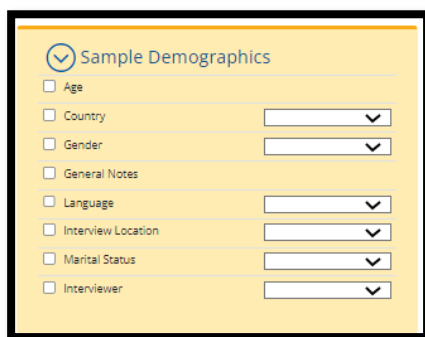 Sample Demographics
Age
Country
Gender
General Notes
Language
Interview Location
Marital Status
Interviewer